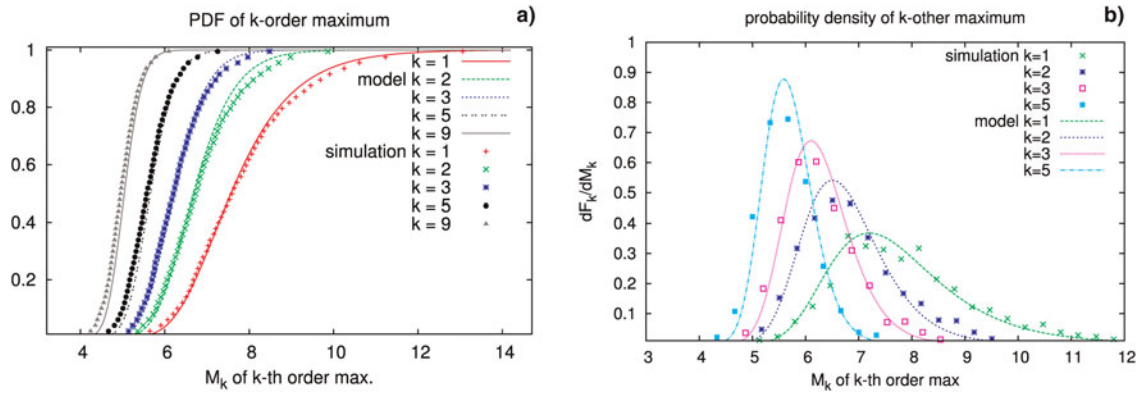 PDF of k-order maximum
a)
1
0.8
0.6
0.4
0.2
4
6
8
10
12
14
M_k of k-th order max.
k = 1
model k = 2
k = 3
k = 5
k = 9
simulation k = 1
k = 2
k = 3
k = 5
k = 9
probability density of k-other maximum
b)
dF_k/dM_k
0.9
0.8
0.7
0.6
0.5
0.4
0.3
0.2
0.1
3
4
5
6
7
8
9
10
11
12
M_k of k-th order max
simulation k=1
k=2
k=3
k=5
model k=1
k=2
k=3
k=5